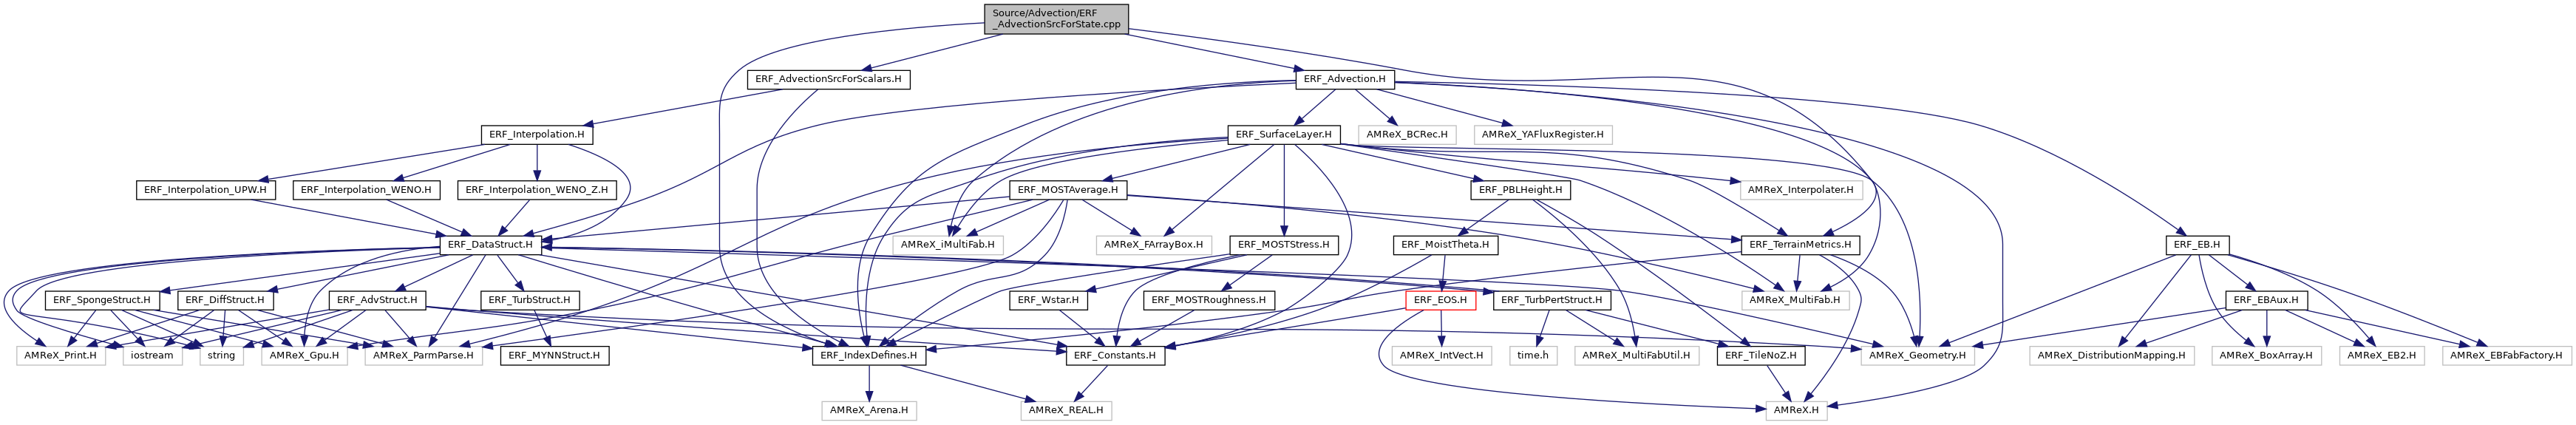 Source/Advection/ERF
_AdvectionSrcForState.cpp
ERF_AdvectionSrcForScalars.H
ERF_Advection.H
ERF_Interpolation.H
ERF_SurfaceLayer.H
AMReX_BCRec.H
AMReX_YAFluxRegister.H
ERF_Interpolation_UPW.H
ERF_Interpolation_WENO.H
ERF_Interpolation_WENO_Z.H
ERF_MOSTAverage.H
ERF_PBLHeight.H
AMReX_Interpolater.H
ERF_DataStruct.H
AMReX_iMultiFab.H
AMReX_FArrayBox.H
ERF_MOSTStress.H
ERF_MoistTheta.H
ERF_TerrainMetrics.H
ERF_EB.H
ERF_SpongeStruct.H
ERF_DiffStruct.H
ERF_AdvStruct.H
ERF_TurbStruct.H
ERF_Wstar.H
ERF_MOSTRoughness.H
ERF_EOS.H
ERF_TurbPertStruct.H
AMReX_MultiFab.H
ERF_EBAux.H
AMReX_Print.H
iostream
string
AMReX_Gpu.H
AMReX_ParmParse.H
ERF_MYNNStruct.H
ERF_IndexDefines.H
ERF_Constants.H
AMReX_IntVect.H
time.h
AMReX_MultiFabUtil.H
ERF_TileNoZ.H
AMReX_Geometry.H
AMReX_DistributionMapping.H
AMReX_BoxArray.H
AMReX_EB2.H
AMReX_EBFabFactory.H
AMReX_Arena.H
AMReX_REAL.H
AMReX.H